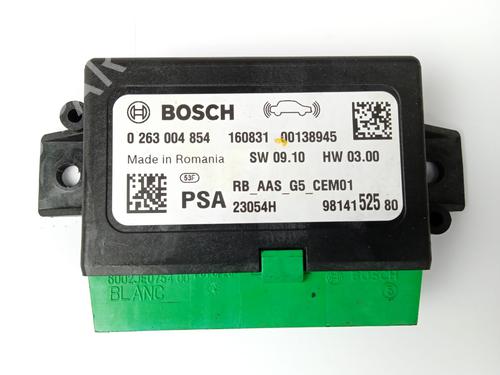 BOSCH
0 263 004 854 160831 00138945
Made in Romania SW 09.10 HW 03.00
53F RB_AAS_G5_CEM01
PSA 23054H 98141 525 80
BOSCH
BLANC